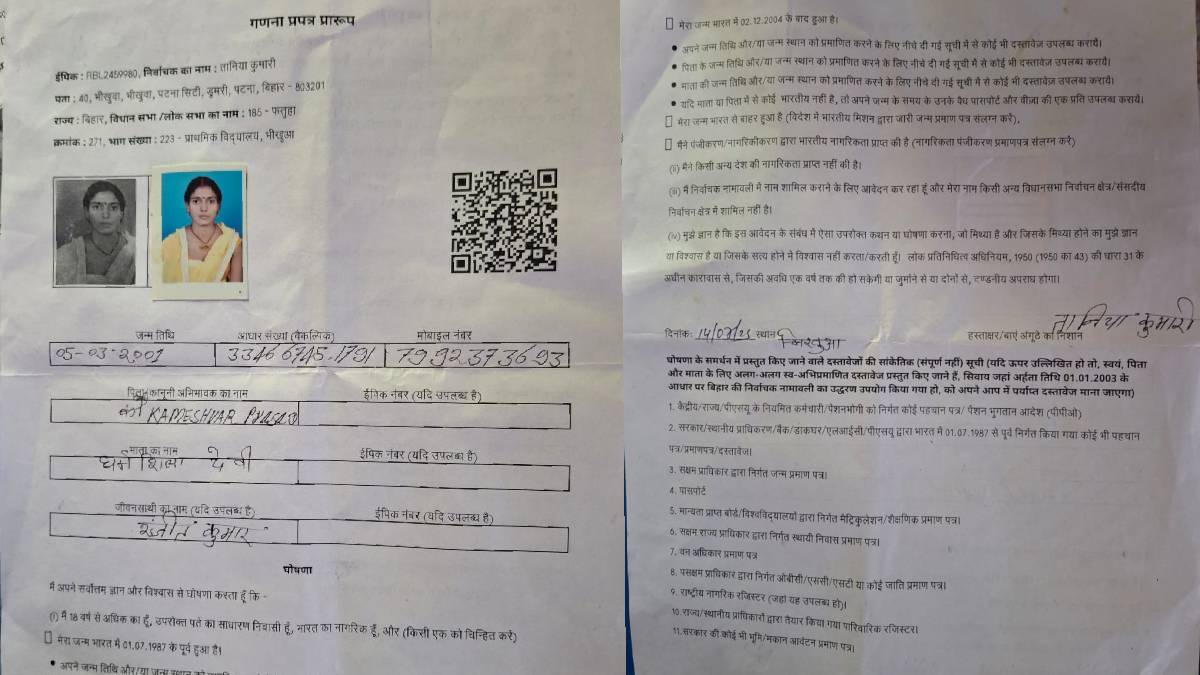 गणना प्रपत्र प्रारूप
ईपिक : RBL2459980, निर्वाचक का नाम : तानिया कुमारी
पता : 40, भीखुवा, भीखुवा, पटना सिटी, डुमरी, पटना, बिहार - 803201
राज्य : बिहार, विधान सभा /लोक सभा का नाम : 185 - फतुहा
क्रमांक : 271, भाग संख्या : 223 - प्राथमिक विद्यालय, भीखुआ
जन्म तिथि आधार संख्या (वैकल्पिक) मोबाइल नंबर
05-03-2001 3346 6745 1791 7992373693
पिता/कानूनी अभिभावक का नाम ईपिक नंबर (यदि उपलब्ध है)
KAMESHVAR PRASAD
माता का नाम ईपिक नंबर (यदि उपलब्ध है)
धर्मशिला देवी
जीवनसाथी का नाम (यदि उपलब्ध है) ईपिक नंबर (यदि उपलब्ध है)
रंजीत कुमार
घोषणा
मैं अपने सर्वोत्तम ज्ञान और विश्वास से घोषणा करता हूँ कि -
(i) मैं 18 वर्ष से अधिक का हूँ, उपरोक्त पते का साधारण निवासी हूँ, भारत का नागरिक हूँ, और (किसी एक को चिन्हित करे)
मेरा जन्म भारत में 01.07.1987 के पूर्व हुआ है।
• अपने जन्म तिथि और/या जन्म स्थान को
मेरा जन्म भारत में 02.12.2004 के बाद हुआ है।
• अपने जन्म तिथि और/या जन्म स्थान को प्रमाणित करने के लिए नीचे दी गई सूची में से कोई भी दस्तावेज़ उपलब्ध करायें।
• पिता के जन्म तिथि और/या जन्म स्थान को प्रमाणित करने के लिए नीचे दी गई सूची में से कोई भी दस्तावेज़ उपलब्ध करायें।
• माता की जन्म तिथि और/या जन्म स्थान को प्रमाणित करने के लिए नीचे दी गई सूची में से कोई भी दस्तावेज़ उपलब्ध करायें।
• यदि माता या पिता में से कोई भारतीय नहीं है, तो अपने जन्म के समय के उनके वैध पासपोर्ट और वीज़ा की एक प्रति उपलब्ध करायें।
मेरा जन्म भारत से बाहर हुआ है (विदेश में भारतीय मिशन द्वारा जारी जन्म प्रमाण पत्र संलग्न करें),
मैंने पंजीकरण/नागरिकीकरण द्वारा भारतीय नागरिकता प्राप्त की है (नागरिकता पंजीकरण प्रमाणपत्र संलग्न करें)
(ii) मैंने किसी अन्य देश की नागरिकता प्राप्त नहीं की है।
(iii) मैं निर्वाचक नामावली में नाम शामिल कराने के लिए आवेदन कर रहा हूं और मेरा नाम किसी अन्य विधानसभा निर्वाचन क्षेत्र/संसदीय
निर्वाचन क्षेत्र में शामिल नहीं है।
(iv) मुझे ज्ञान है कि इस आवेदन के संबंध में ऐसा उपरोक्त कथन या घोषणा करना, जो मिथ्या है और जिसके मिथ्या होने का मुझे ज्ञान
या विश्वास है या जिसके सत्य होने में विश्वास नहीं करता/करती हूँ। लोक प्रतिनिधित्व अधिनियम, 1950 (1950 का 43) की धारा 31 के
अधीन कारावास से, जिसकी अवधि एक वर्ष तक की हो सकेगी या जुर्माने से या दोनों से, दण्डनीय अपराध होगा।
दिनांक: 14/07/25 स्थान भिखुआ हस्ताक्षर/बाएं अंगूठे का निशान तानिया कुमारी
घोषणा के समर्थन में प्रस्तुत किए जाने वाले दस्तावेजों की सांकेतिक (संपूर्ण नहीं) सूची (यदि ऊपर उल्लिखित हो तो, स्वयं, पिता
और माता के लिए अलग-अलग स्व-अभिप्रमाणित दस्तावेज प्रस्तुत किए जाने हैं, सिवाय जहां अर्हता तिथि 01.01.2003 के
आधार पर बिहार की निर्वाचक नामावली का उद्धरण उपयोग किया गया हो, को अपने आप में पर्याप्त दस्तावेज माना जाएगा)
1. केंद्रीय/राज्य/पीएसयू के नियमित कर्मचारी/पेंशनभोगी को निर्गत कोई पहचान पत्र/ पेंशन भुगतान आदेश (पीपीओ)
2. सरकार/स्थानीय प्राधिकरण/बैंक/डाकघर/एलआईसी/पीएसयू द्वारा भारत में 01.07.1987 से पूर्व निर्गत किया गया कोई भी पहचान
पत्र/प्रमाणपत्र/दस्तावेज।
3. सक्षम प्राधिकार द्वारा निर्गत जन्म प्रमाण पत्र।
4. पासपोर्ट
5. मान्यता प्राप्त बोर्ड/विश्वविद्यालयों द्वारा निर्गत मैट्रिकुलेशन/शैक्षणिक प्रमाण पत्र।
6. सक्षम राज्य प्राधिकार द्वारा निर्गत स्थायी निवास प्रमाण पत्र।
7. वन अधिकार प्रमाण पत्र
8. पसक्षम प्राधिकार द्वारा निर्गत ओबीसी/एससी/एसटी या कोई जाति प्रमाण पत्र।
9. राष्ट्रीय नागरिक रजिस्टर (जहां यह उपलब्ध हो)।
10. राज्य/स्थानीय प्राधिकारों द्वारा तैयार किया गया पारिवारिक रजिस्टर।
11. सरकार की कोई भी भूमि/मकान आवंटन प्रमाण पत्र।